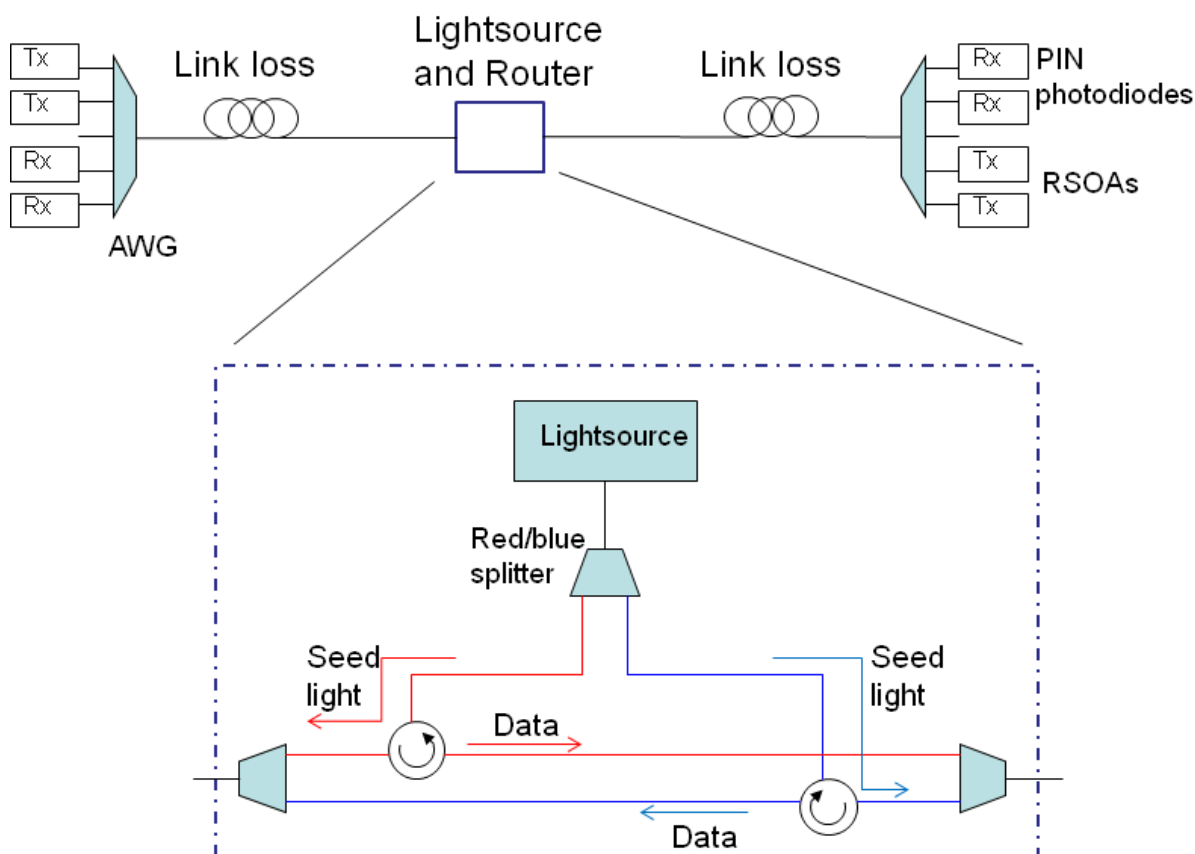 Tx
Tx
Rx
Rx
AWG
Link loss
Lightsource
and Router
Link loss
Rx
Rx
Tx
Tx
PIN
photodiodes
RSOAs
Lightsource
Red/blue
splitter
Seed
light
Data
Seed
light
Data